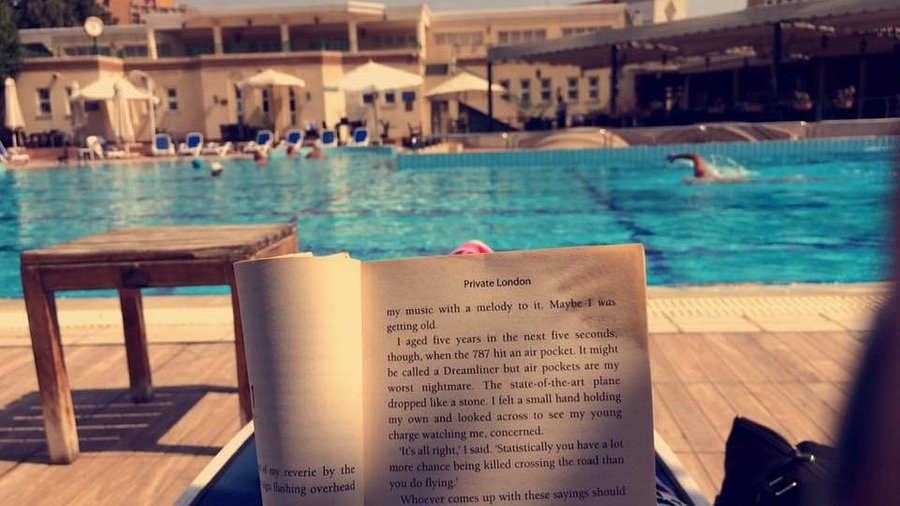 of my reverie by the
flashing overhead
Private London
my music with a melody to it. Maybe I was
getting old.
I aged five years in the next five seconds,
though, when the 787 hit an air pocket. It might
be called a Dreamliner but air pockets are my
worst nightmare. The state-of-the-art plane
dropped like a stone. I felt a small hand holding
my own and looked across to see my young
charge watching me, concerned.
'It's all right,' I said. 'Statistically you have a lot
more chance being killed crossing the road than
you do flying.'
Whoever comes up with these sayings should